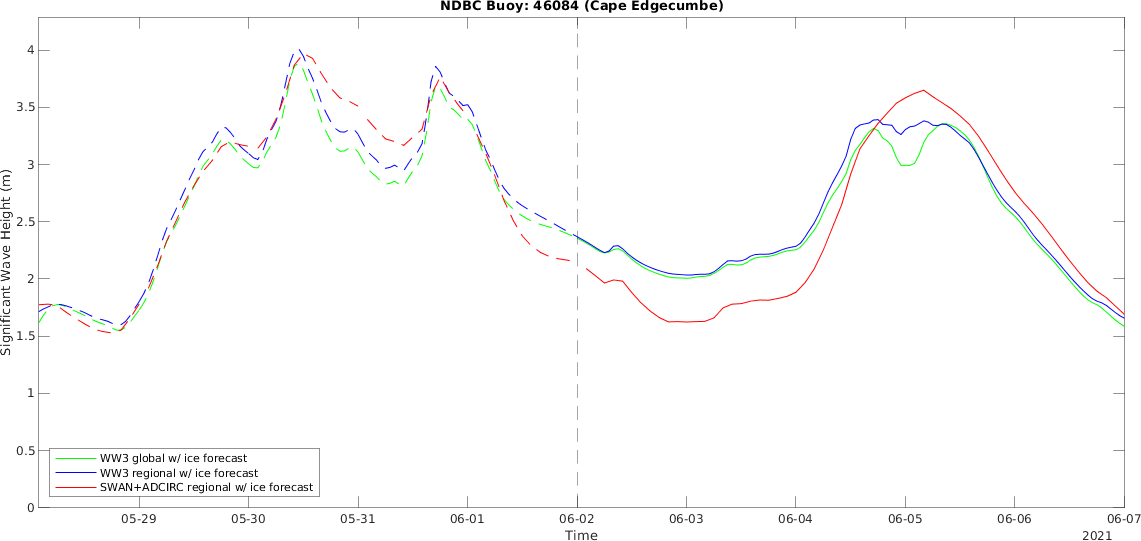 NDBC Buoy: 46084 (Cape Edgecumbe)
Significant Wave Height (m)
4
3.5
3
2.5
2
1.5
1
0.5
0
WW3 global w/ ice forecast
WW3 regional w/ ice forecast
SWAN+ADCIRC regional w/ ice forecast
05-29 05-30 05-31 06-01 06-02 06-03 06-04 06-05 06-06 06-07
Time
2021